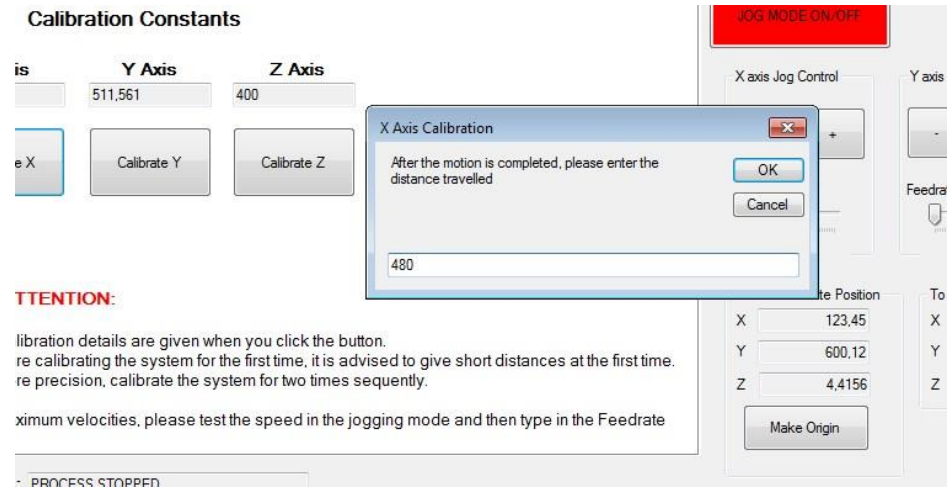 Calibration Constants
JOG MODE ON/OFF
is
Y Axis
Z Axis
511,561
400
e X
Calibrate Y
Calibrate Z
X axis Jog Control
Y axis
+
-
Feedrat
X Axis Calibration
After the motion is completed, please enter the
distance travelled
OK
Cancel
480
TTENTION:
libration details are given when you click the button.
re calibrating the system for the first time, it is advised to give short distances at the first time.
re precision, calibrate the system for two times sequently.
ximum velocities, please test the speed in the jogging mode and then type in the Feedrate
te Position
X
123,45
Y
600,12
Z
4,4156
Make Origin
To
X
Y
Z
PROCESS STOPPED